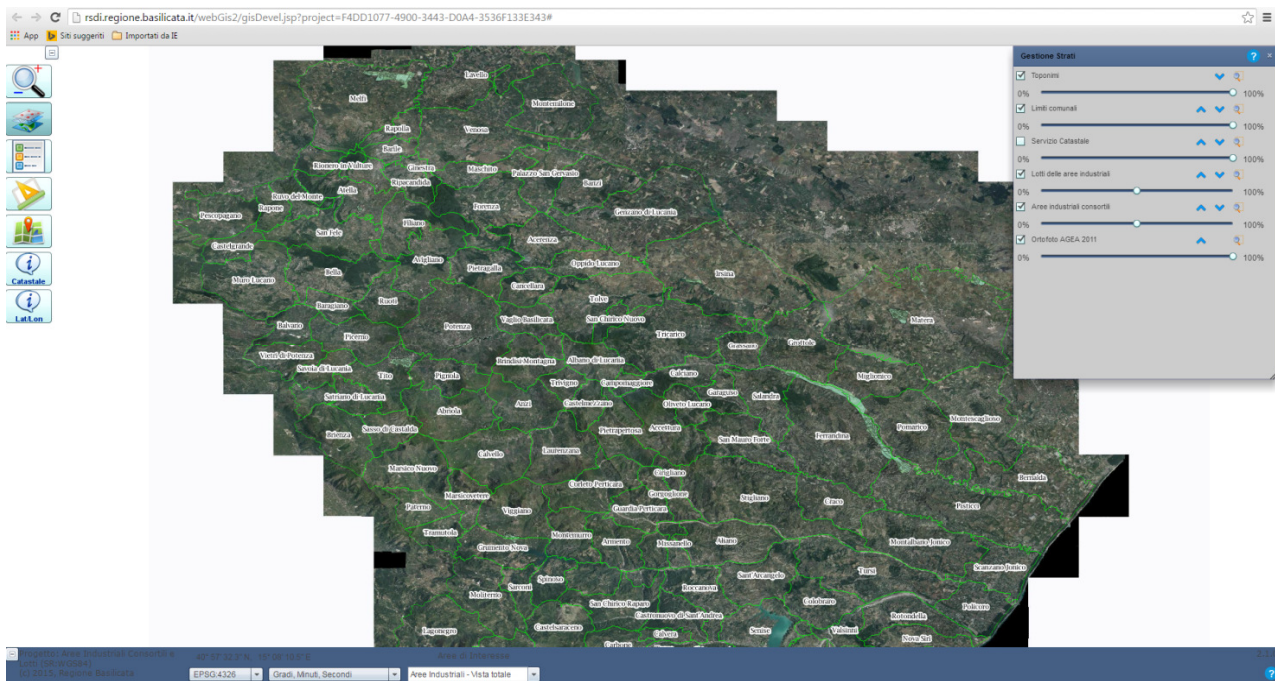 rsdi.regione.basilicata.it/webGis2/gisDevel.jsp?project=F4DD1077-4900-3443-D0A4-3536F133E343#
App Siti suggeriti Importati da IE
Gestione Strati
Toponimi
0% 100%
Limiti comunali
0% 100%
Servizio Catastale
0% 100%
Lotti delle aree industriali
0% 100%
Aree industriali consortili
0% 100%
Ortofoto AGEA 2011
0% 100%
Catastale
Lat/Lon
Lavello
Melfi
Montemilone
Rapolla
Venosa
Barile
Rionero in Vulture
Ginestra
Maschito
Palazzo San Gervasio
Ripacandida
Banzi
Atella
Ruvo del Monte
Rapone
Forenza
Genzano di Lucania
Pescopagano
Filiano
San Fele
Acerenza
Castelgrande
Avigliano
Pietragalla
Oppido Lucano
Irsina
Bella
Muro Lucano
Cancellara
Ruoti
Tolve
Baragiano
Vaglio Basilicata
San Chirico Nuovo
Matera
Balvano
Potenza
Tricarico
Picerno
Grassano
Grottole
Vietri di Potenza
Brindisi Montagna
Albano di Lucania
Savoia di Lucania
Calciano
Tito
Pignola
Trivigno
Campomaggiore
Miglionico
Garaguso
Salandra
Satriano di Lucania
Anzi
Castelmezzano
Oliveto Lucano
Abriola
Montescaglioso
Pomarico
Sasso di Castalda
Brienza
Pietrapertosa
Accettura
San Mauro Forte
Ferrandina
Calvello
Laurenzana
Marsico Nuovo
Cirigliano
Bernalda
Corleto Perticara
Marsicovetere
Gorgoglione
Stigliano
Craco
Paterno
Viggiano
Guardia Perticara
Pisticci
Tramutola
Montemurro
Armento
Missanello
Aliano
Montalbano Jonico
Grumento Nova
Scanzano Jonico
Spinoso
Sant'Arcangelo
Tursi
Sarconi
Roccanova
Moliterno
San Chirico Raparo
Colobraro
Policoro
Castronuovo di Sant'Andrea
Rotondella
Castelsaraceno
Lagonegro
Calvera
Senise
Valsinni
Nova Siri
Carbone
Progetto: Aree Industriali Consortili e
(c) 2015, Regione Basilicata
Area di Interesse
EPSG:4326 Gradi, Minuti, Secondi Aree Industriali - Vista totale